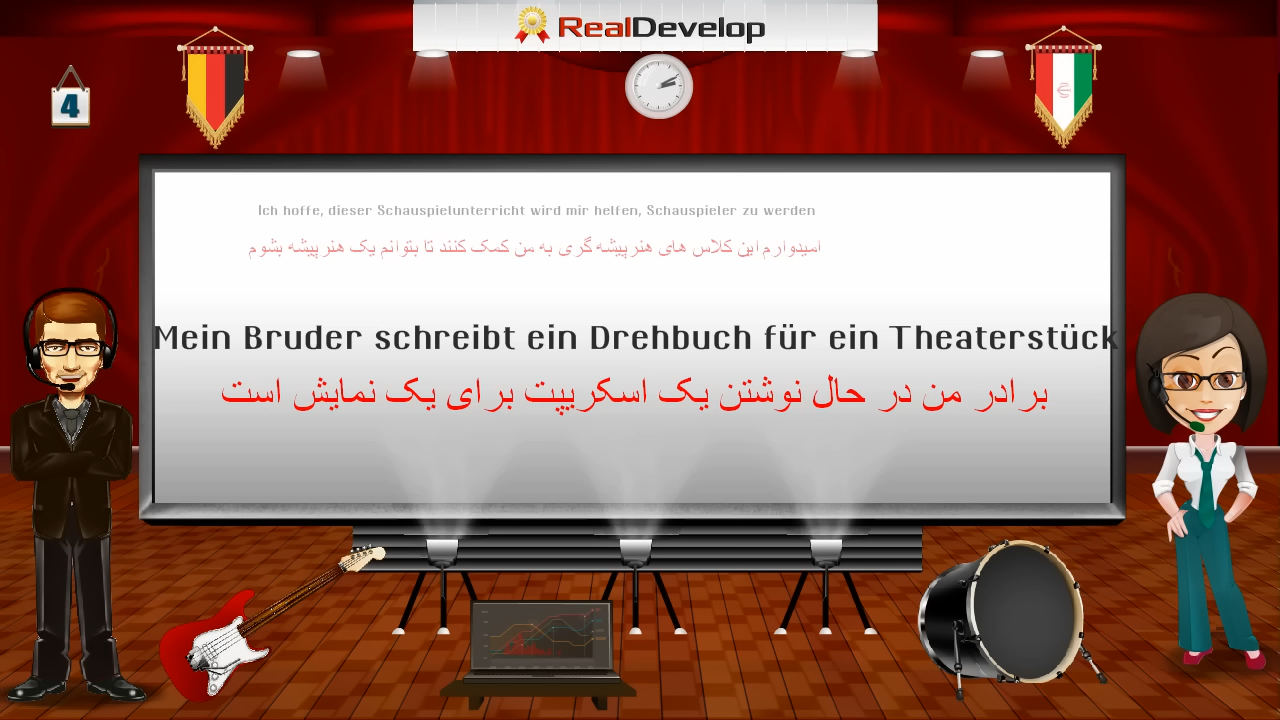 RealDevelop
4
Ich hoffe, dieser Schauspielunterricht wird mir helfen, Schauspieler zu werden
امیدوارم این کلاس های هنرپیشه گری به من کمک کنند تا بتوانم یک هنرپیشه بشوم
Mein Bruder schreibt ein Drehbuch für ein Theaterstück
برادر من در حال نوشتن یک اسکریپت برای یک نمایش است